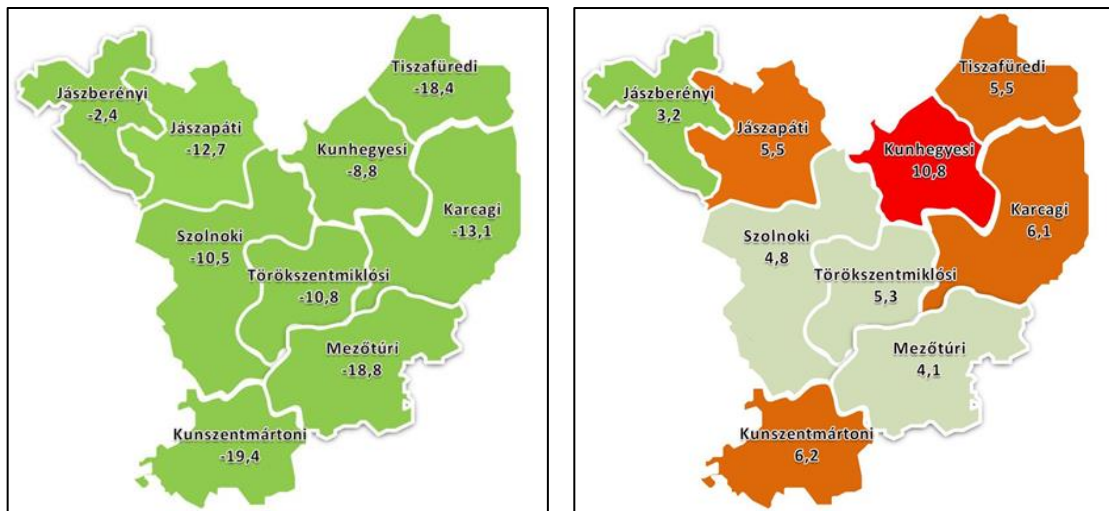 Tiszafüredi
-18,4
Jászberényi
-2,4
Jászapáti
-12,7
Kunhegyesi
-8,8
Karcagi
-13,1
Szolnoki
-10,5
Törökszentmiklósi
-10,8
Mezőtúri
-18,8
Kunszentmártoni
-19,4
Tiszafüredi
5,5
Jászberényi
3,2
Jászapáti
5,5
Kunhegyesi
10,8
Karcagi
6,1
Szolnoki
4,8
Törökszentmiklósi
5,3
Mezőtúri
4,1
Kunszentmártoni
6,2